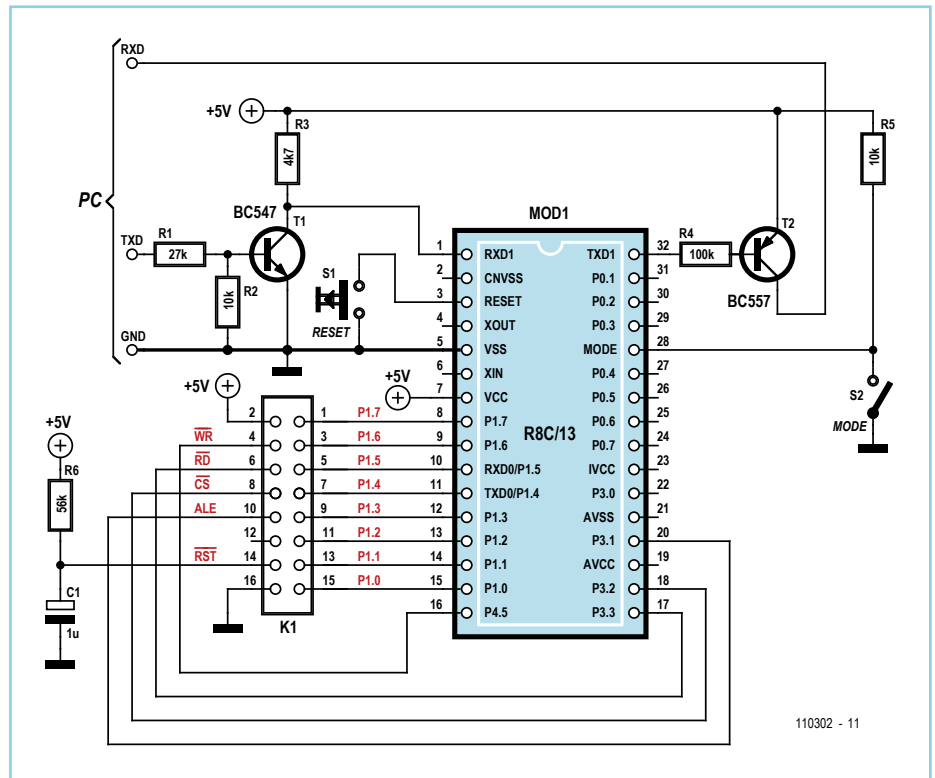 RXD
+5V
R3
4k7
R5
10k
PC
BC547
T1
MOD1
T2
TXD
R1
27k
R2
10k
S1
RESET
R4
100k
BC557
GND
1 RXD1 TXD1 32
2 CNVSS P0.1 31
3 RESET P0.2 30
4 XOUT P0.3 29
5 VSS MODE 28
6 XIN P0.4 27
7 VCC P0.5 26
8 P1.7 P0.6 25
9 P1.6 P0.7 24
10 RXD0/P1.5 IVCC 23
11 TXD0/P1.4 P3.0 22
12 P1.3 AVSS 21
13 P1.2 P3.1 20
14 P1.1 AVCC 19
15 P1.0 P3.2 18
16 P4.5 P3.3 17
R8C/13
S2
MODE
+5V
+5V
2 1 P1.7
WR 4 3 P1.6
RD 6 5 P1.5
CS 8 7 P1.4
ALE 10 9 P1.3
12 11 P1.2
RST 14 13 P1.1
16 15 P1.0
K1
+5V
R6
56k
C1
1u
110302 - 11